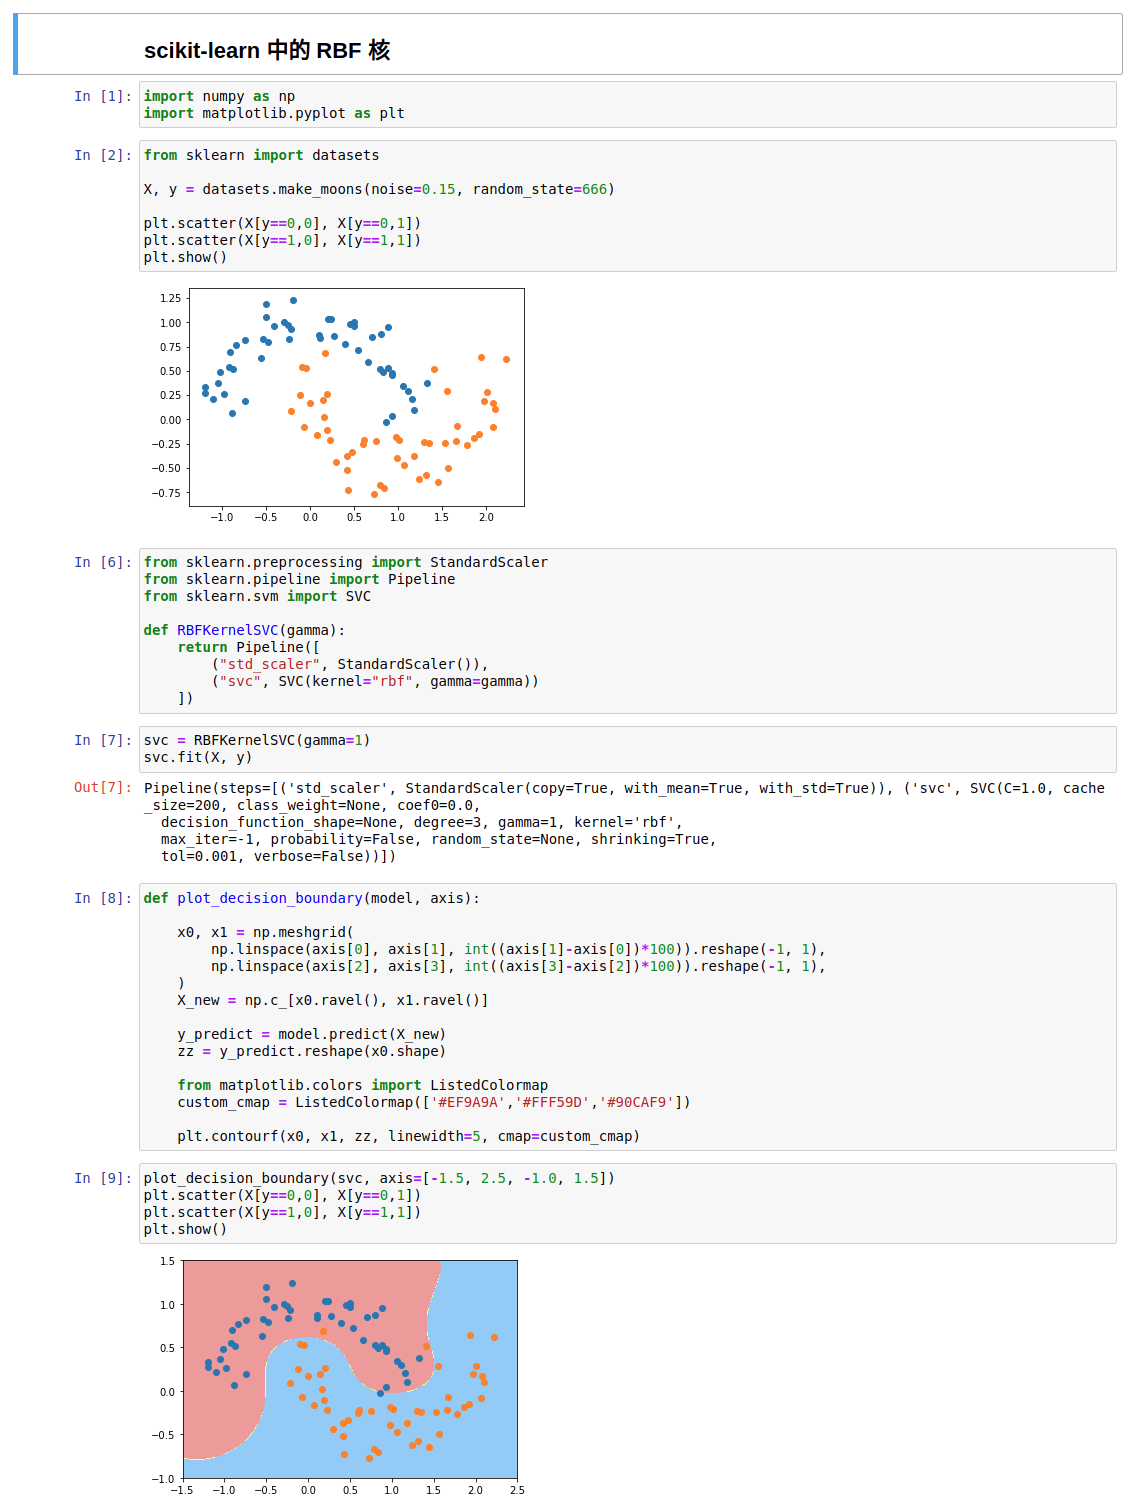 scikit-learn 中的 RBF 核
In [1]: import numpy as np
import matplotlib.pyplot as plt
In [2]: from sklearn import datasets
X, y = datasets.make_moons(noise=0.15, random_state=666)
plt.scatter(X[y==0,0], X[y==0,1])
plt.scatter(X[y==1,0], X[y==1,1])
plt.show()
1.25
1.00
0.75
0.50
0.25
0.00
−0.25
−0.50
−0.75
−1.0 −0.5 0.0 0.5 1.0 1.5 2.0
In [6]: from sklearn.preprocessing import StandardScaler
from sklearn.pipeline import Pipeline
from sklearn.svm import SVC
def RBFKernelSVC(gamma):
    return Pipeline([
        ("std_scaler", StandardScaler()),
        ("svc", SVC(kernel="rbf", gamma=gamma))
    ])
In [7]: svc = RBFKernelSVC(gamma=1)
svc.fit(X, y)
Out[7]: Pipeline(steps=[('std_scaler', StandardScaler(copy=True, with_mean=True, with_std=True)), ('svc', SVC(C=1.0, cache
_size=200, class_weight=None, coef0=0.0,
  decision_function_shape=None, degree=3, gamma=1, kernel='rbf',
  max_iter=-1, probability=False, random_state=None, shrinking=True,
  tol=0.001, verbose=False))])
In [8]: def plot_decision_boundary(model, axis):
    x0, x1 = np.meshgrid(
        np.linspace(axis[0], axis[1], int((axis[1]-axis[0])*100)).reshape(-1, 1),
        np.linspace(axis[2], axis[3], int((axis[3]-axis[2])*100)).reshape(-1, 1),
    )
    X_new = np.c_[x0.ravel(), x1.ravel()]
    y_predict = model.predict(X_new)
    zz = y_predict.reshape(x0.shape)
    from matplotlib.colors import ListedColormap
    custom_cmap = ListedColormap(['#EF9A9A','#FFF59D','#90CAF9'])
    plt.contourf(x0, x1, zz, linewidth=5, cmap=custom_cmap)
In [9]: plot_decision_boundary(svc, axis=[-1.5, 2.5, -1.0, 1.5])
plt.scatter(X[y==0,0], X[y==0,1])
plt.scatter(X[y==1,0], X[y==1,1])
plt.show()
1.5
1.0
0.5
0.0
−0.5
−1.0
−1.5 −1.0 −0.5 0.0 0.5 1.0 1.5 2.0 2.5